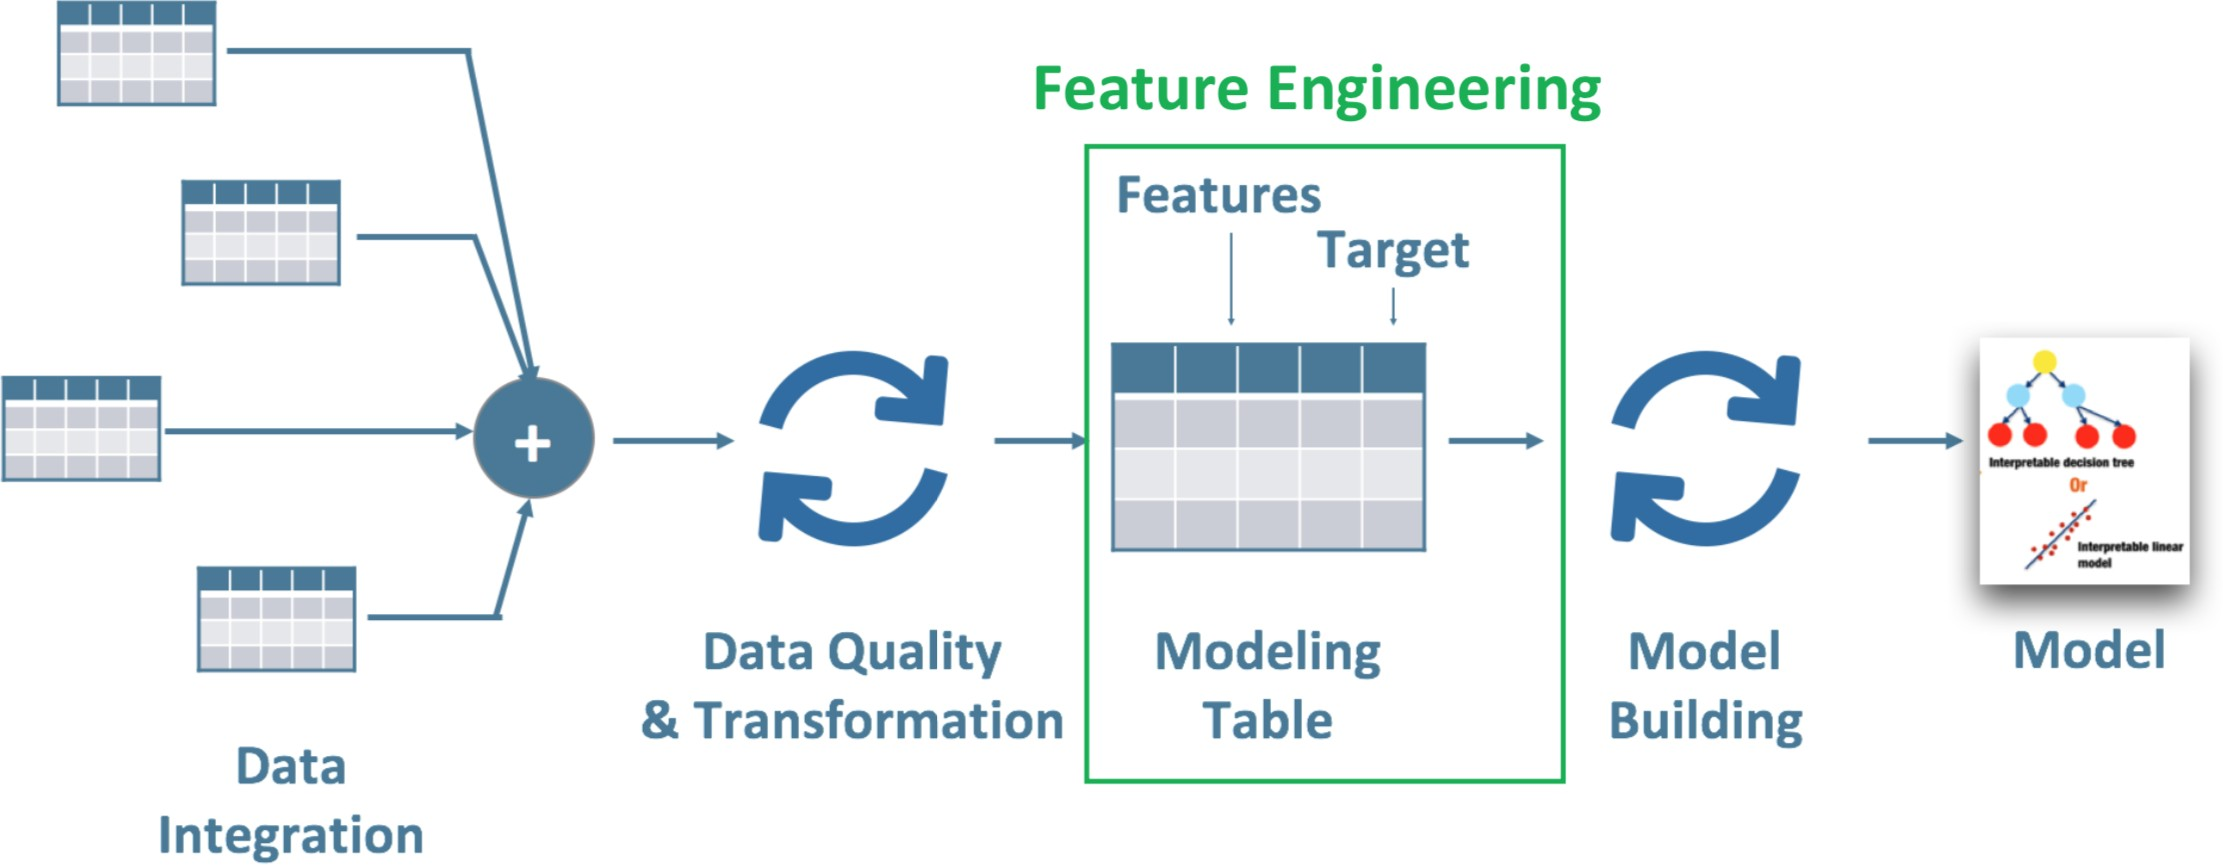 Feature Engineering
Features
Target
+
Interpretable decision tree
Or
Interpretable linear
model
Data Quality
& Transformation
Modeling
Table
Model
Building
Model
Data
Integration